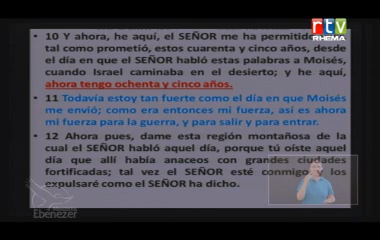 rtv
RHEMA
10 Y ahora, he aquí, el SEÑOR me ha permitid
tal como prometió, estos cuarenta y cinco años, desde
el día en que el SEÑOR habló estas palabras a Moisés,
cuando Israel caminaba en el desierto; y he aquí,
ahora tengo ochenta y cinco años.
11 Todavía estoy tan fuerte como el día en que Moisés
me envió; como era entonces mi fuerza, así es ahora
mi fuerza para la guerra, y para salir y para entrar.
12 Ahora pues, dame esta región montañosa de
la cual el SEÑOR habló aquel día, porque tú oíste aquel
día que allí había anaceos con grandes ciudades
fortificadas; tal vez el SEÑOR esté conmigo y los
expulsaré como el SEÑOR ha dicho.
Ebenezer